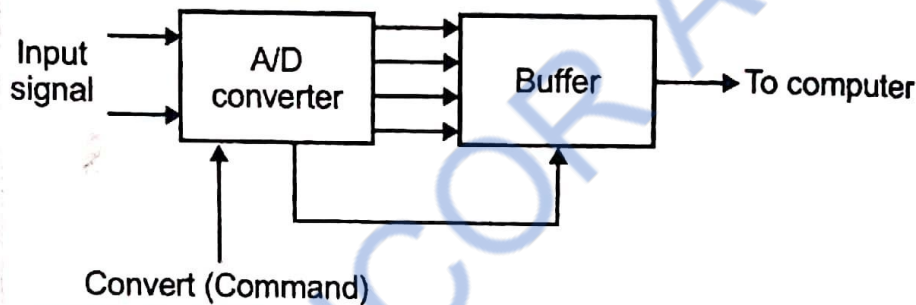 Input
signal
A/D
converter
Buffer
To computer
Convert (Command)